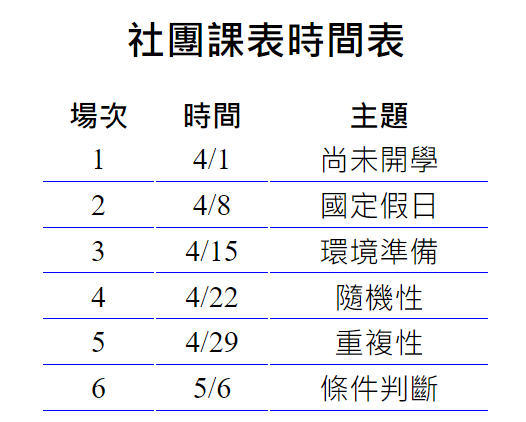 社團課表時間表
場次 時間 主題
1 4/1 尚未開學
2 4/8 國定假日
3 4/15 環境準備
4 4/22 隨機性
5 4/29 重複性
6 5/6 條件判斷